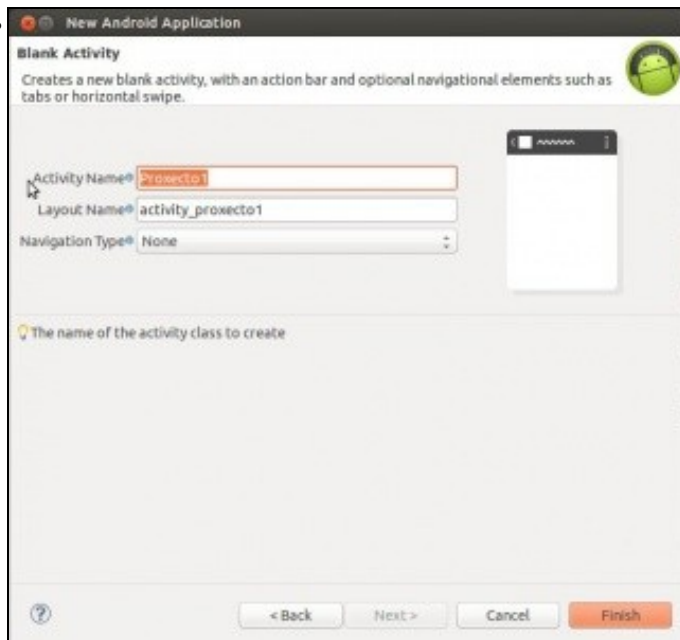 New Android Application
Blank Activity
Creates a new blank activity, with an action bar and optional navigational elements such as
tabs or horizontal swipe.
Activity Name Proxecto1
Layout Name activity_proxecto1
Navigation Type None
The name of the activity class to create
< Back Next > Cancel Finish